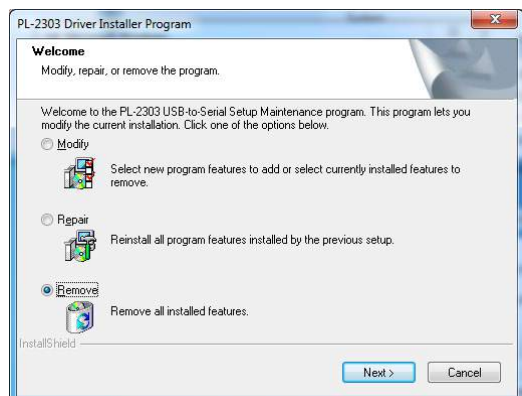 PL-2303 Driver Installer Program
Welcome
Modify, repair, or remove the program.
Welcome to the PL-2303 USB-to-Serial Setup Maintenance program. This program lets you
modify the current installation. Click one of the options below.
Modify
Select new program features to add or select currently installed features to
remove.
Repair
Reinstall all program features installed by the previous setup.
Remove
Remove all installed features.
InstallShield
Next >
Cancel